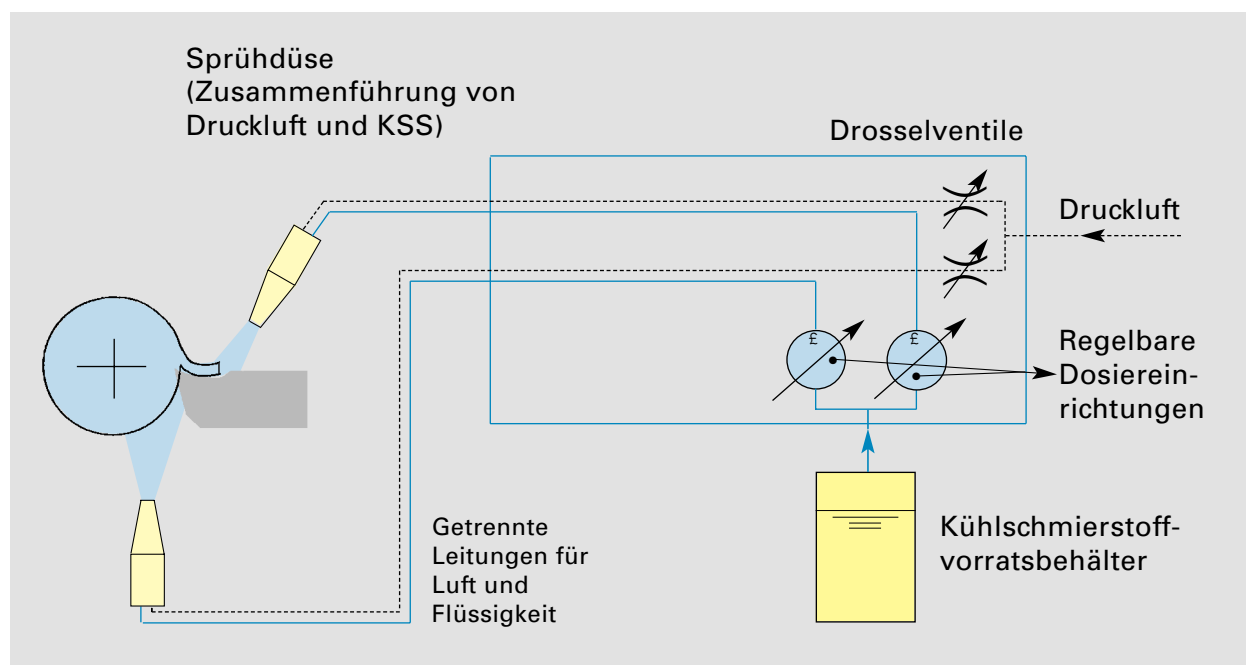 Sprühdüse
(Zusammenführung von
Druckluft und KSS)
Drosselventile
Druckluft
£
£
Regelbare
Dosierein-
richtungen
Getrennte
Leitungen für
Luft und
Flüssigkeit
Kühlschmierstoff-
vorratsbehälter